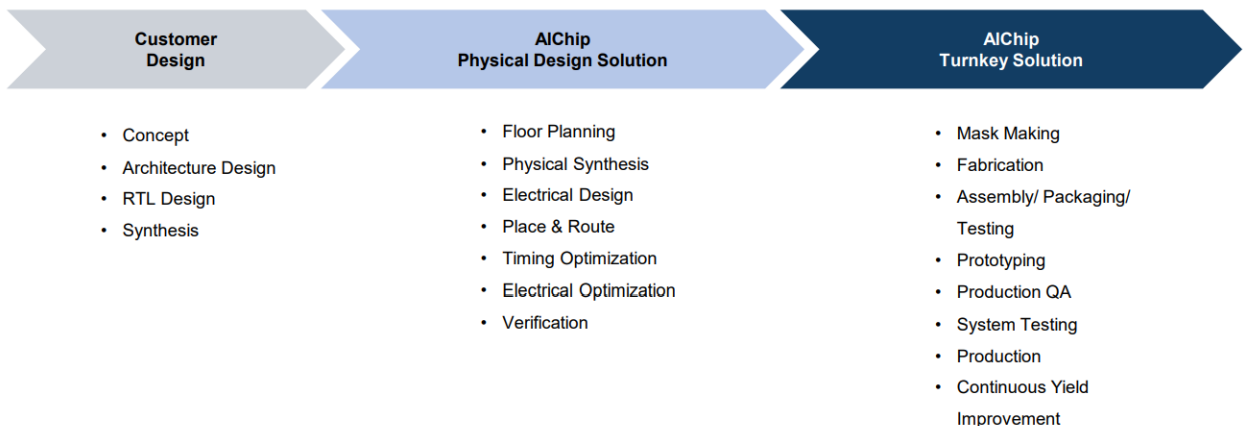 Customer
Design
AlChip
Physical Design Solution
AlChip
Turnkey Solution
• Concept
• Architecture Design
• RTL Design
• Synthesis
• Floor Planning
• Physical Synthesis
• Electrical Design
• Place & Route
• Timing Optimization
• Electrical Optimization
• Verification
• Mask Making
• Fabrication
• Assembly/ Packaging/
Testing
• Prototyping
• Production QA
• System Testing
• Production
• Continuous Yield
Improvement